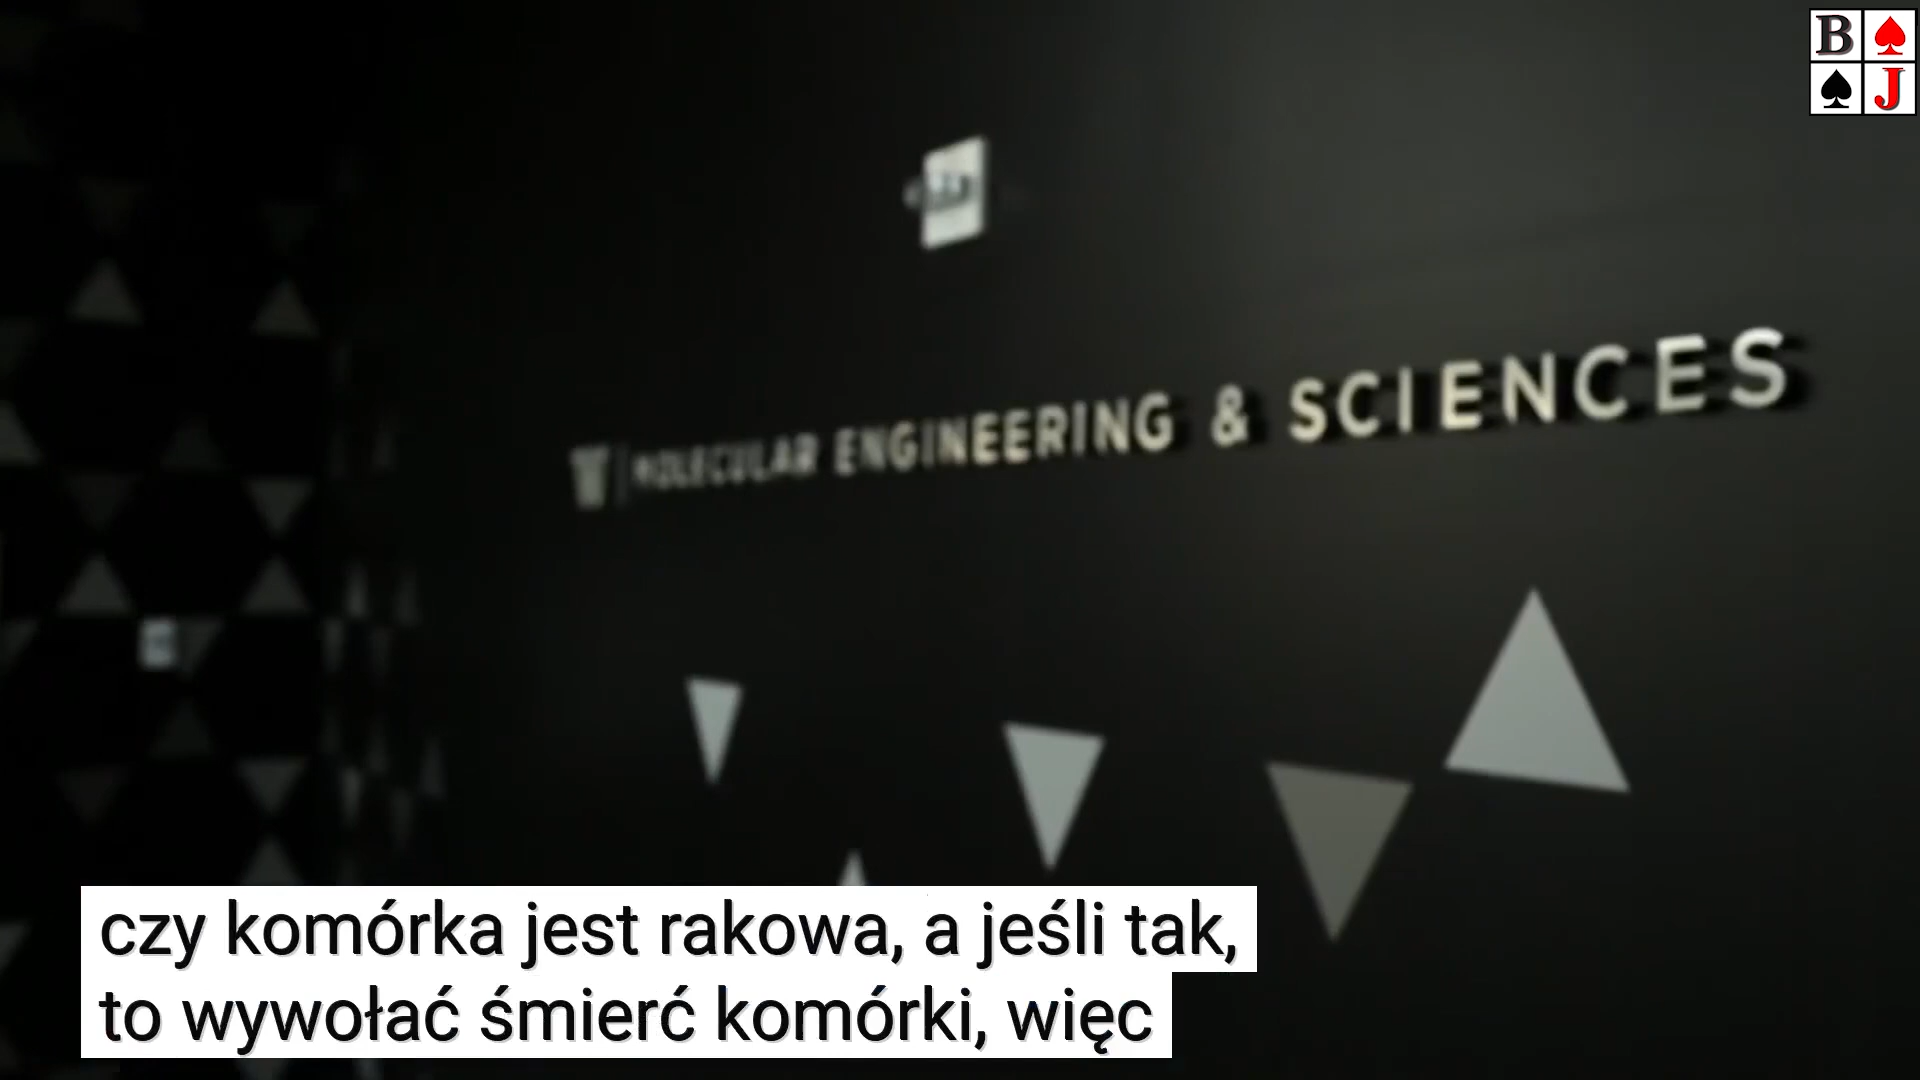 B
J
MOLECULAR ENGINEERING & SCIENCES
czy komórka jest rakowa, a jeśli tak,
to wywołać śmierć komórki, więc